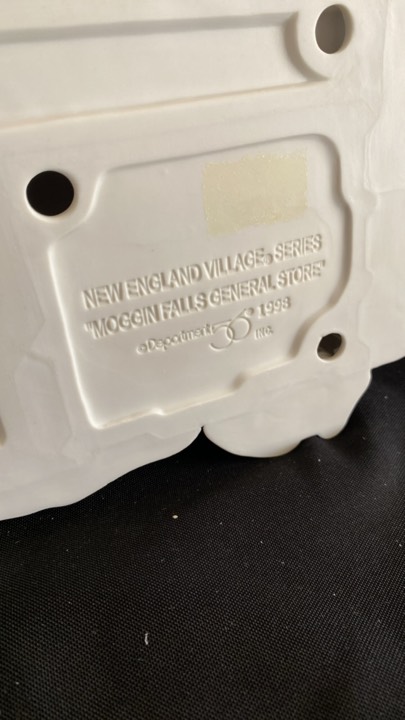 NEW ENGLAND VILLAGE® SERIES
"MOGGIN FALLS GENERAL STORE"
©Department 56® 1998
INC.